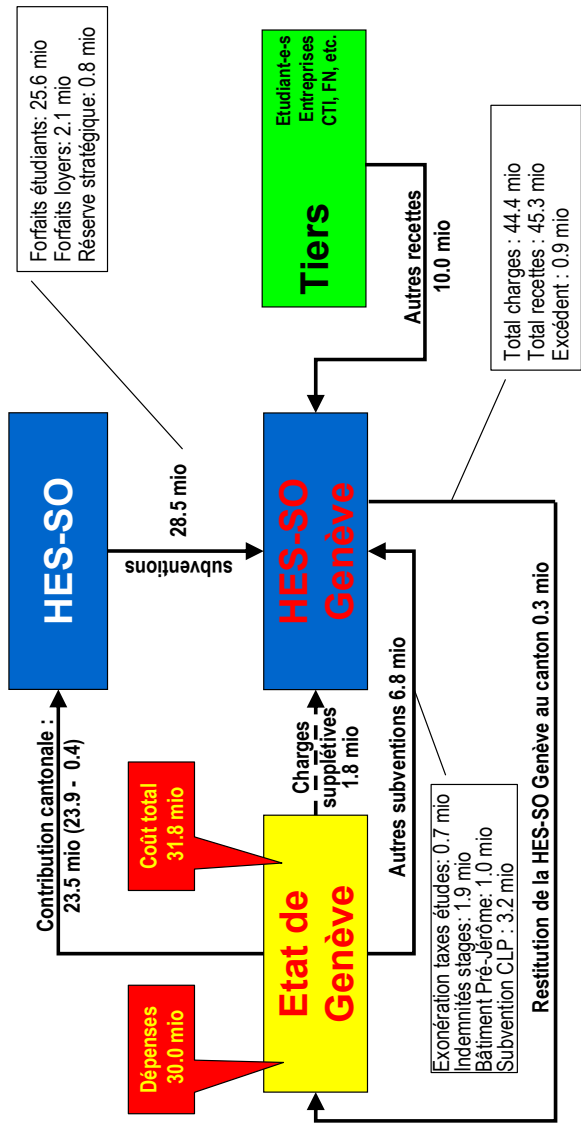 Forfaits étudiants: 25.6 mio
Forfaits loyers: 2.1 mio
Réserve stratégique: 0.8 mio
HES-SO
Contribution cantonale :
23.5 mio (23.9 - 0.4)
subventions
28.5 mio
Dépenses
30.0 mio
Coût total
31.8 mio
Etat de
Genève
Charges
supplétives
1.8 mio
HES-SO
Genève
Tiers
Etudiant-e-s
Entreprises
CTI, FN, etc.
Autres recettes
10.0 mio
Autres subventions 6.8 mio
Exonération taxes études: 0.7 mio
Indemnités stages: 1.9 mio
Bâtiment Pré-Jérôme: 1.0 mio
Subvention CLP : 3.2 mio
Total charges : 44.4 mio
Total recettes : 45.3 mio
Excédent : 0.9 mio
Restitution de la HES-SO Genève au canton 0.3 mio